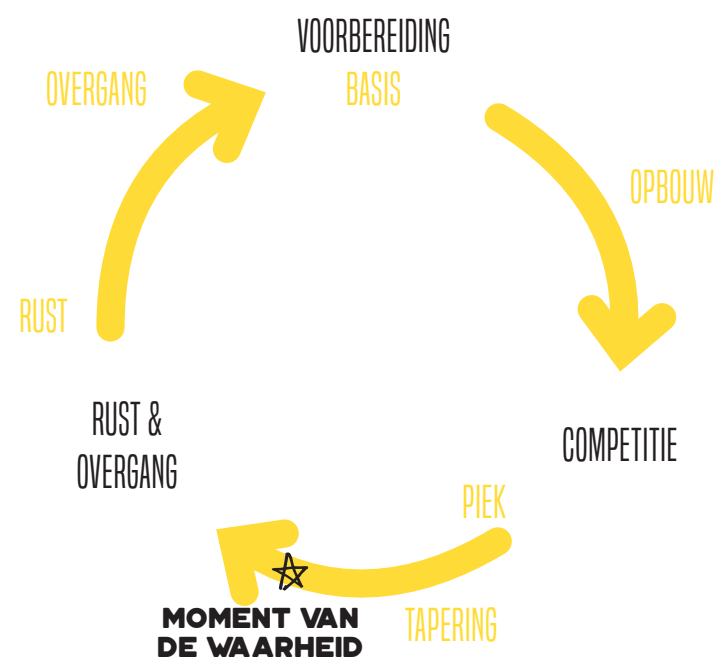 VOORBEREIDING
OVERGANG
BASIS
OPBOUW
RUST
RUST &
OVERGANG
COMPETITIE
PIEK
MOMENT VAN
DE WAARHEID
TAPERING